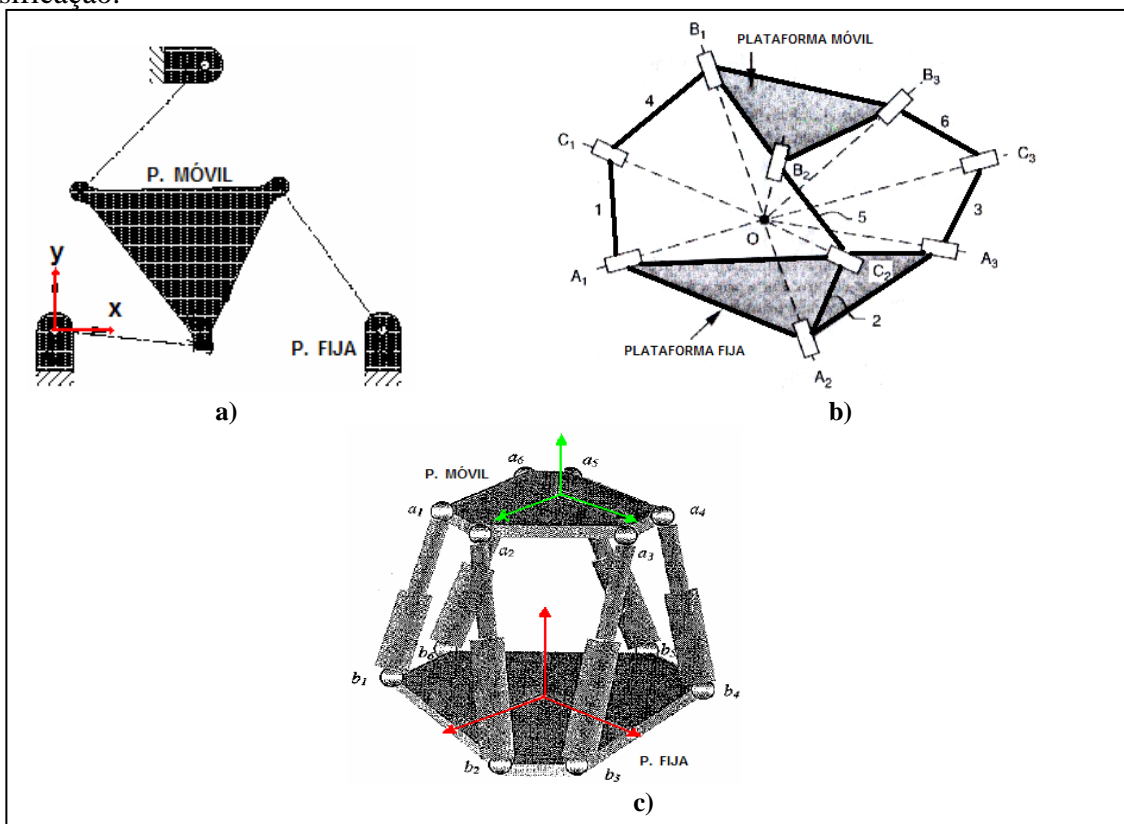 sificação.
P. MÓVIL
y
x
P. FIJA
a)
B1
PLATAFORMA MÓVIL
B3
4
6
C1
C3
B2
1
5
3
O
A1
A3
C2
2
PLATAFORMA FIJA
A2
b)
a6
a5
P. MÓVIL
a1
a4
a2
a3
b6
b5
b1
b4
b2
b3
P. FIJA
c)